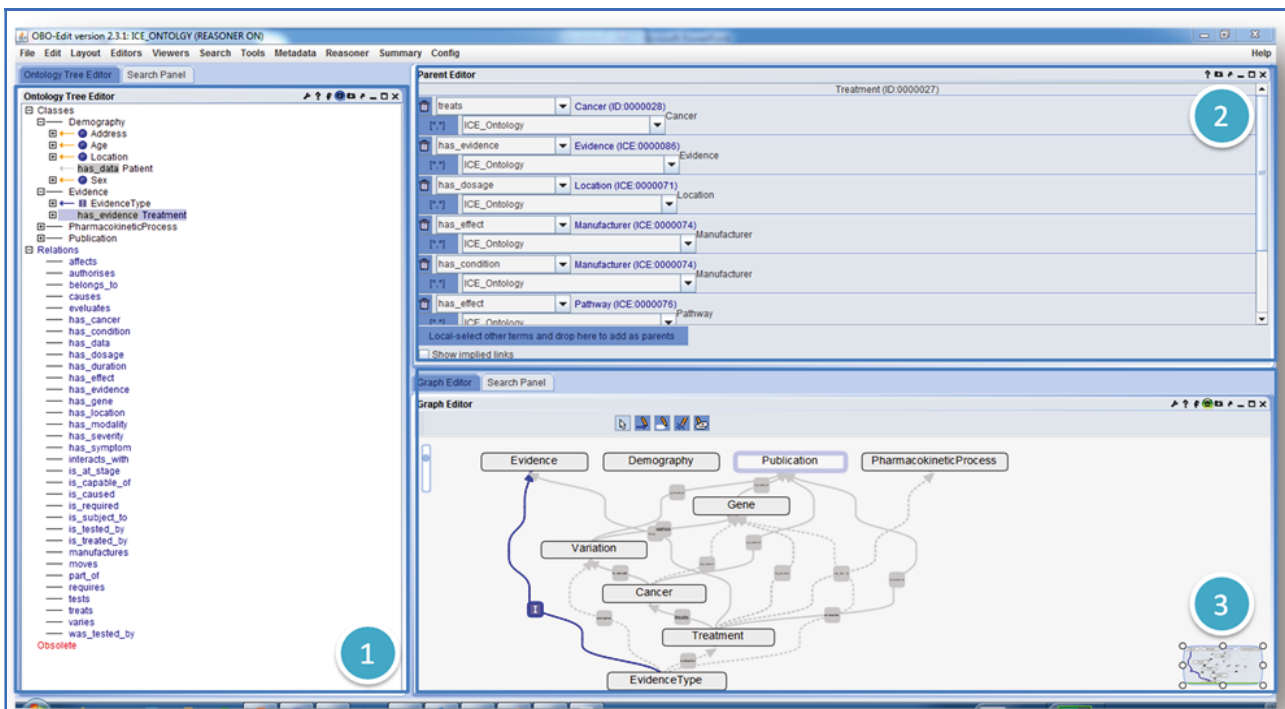 OBO-Edit version 2.3.1: ICE_ONTOLGY (REASONER ON)
File Edit Layout Editors Viewers Search Tools Metadata Reasoner Summary Config Help
Ontology Tree Editor Search Panel
Ontology Tree Editor
Classes
Demography
Address
Age
Location
has_data Patient
Sex
Evidence
EvidenceType
has_evidence Treatment
PharmacokineticProcess
Publication
Relations
affects
authorises
belongs_to
causes
eveluates
has_cancer
has_condition
has_data
has_dosage
has_duration
has_effect
has_evidence
has_gene
has_location
has_modality
has_severity
has_symptom
interacts_with
is_at_stage
is_capable_of
is_caused
is_required
is_subject_to
is_tested_by
is_treated_by
manufactures
moves
part_of
requires
tests
treats
varies
was_tested_by
Obsolete
1
Parent Editor
Treatment (ID:0000027)
treats Cancer (ID:0000028)
Cancer
[*,*] ICE_Ontology
has_evidence Evidence (ICE:0000086)
Evidence
[*,*] ICE_Ontology
has_dosage Location (ICE:0000071)
Location
[*,*] ICE_Ontology
has_effect Manufacturer (ICE:0000074)
Manufacturer
[*,*] ICE_Ontology
has_condition Manufacturer (ICE:0000074)
Manufacturer
[*,*] ICE_Ontology
has_effect Pathway (ICE:0000076)
Pathway
[*,*] ICE_Ontology
Local-select other terms and drop here to add as parents
Show implied links
2
Graph Editor Search Panel
Graph Editor
Evidence Demography Publication PharmacokineticProcess
Gene
Variation
Cancer
I
treats
Treatment
EvidenceType
3